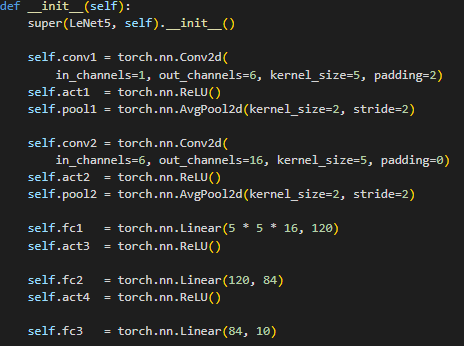 def __init__(self):
    super(LeNet5, self).__init__()

    self.conv1 = torch.nn.Conv2d(
        in_channels=1, out_channels=6, kernel_size=5, padding=2)
    self.act1  = torch.nn.ReLU()
    self.pool1 = torch.nn.AvgPool2d(kernel_size=2, stride=2)

    self.conv2 = torch.nn.Conv2d(
        in_channels=6, out_channels=16, kernel_size=5, padding=0)
    self.act2  = torch.nn.ReLU()
    self.pool2 = torch.nn.AvgPool2d(kernel_size=2, stride=2)

    self.fc1   = torch.nn.Linear(5 * 5 * 16, 120)
    self.act3  = torch.nn.ReLU()

    self.fc2   = torch.nn.Linear(120, 84)
    self.act4  = torch.nn.ReLU()

    self.fc3   = torch.nn.Linear(84, 10)